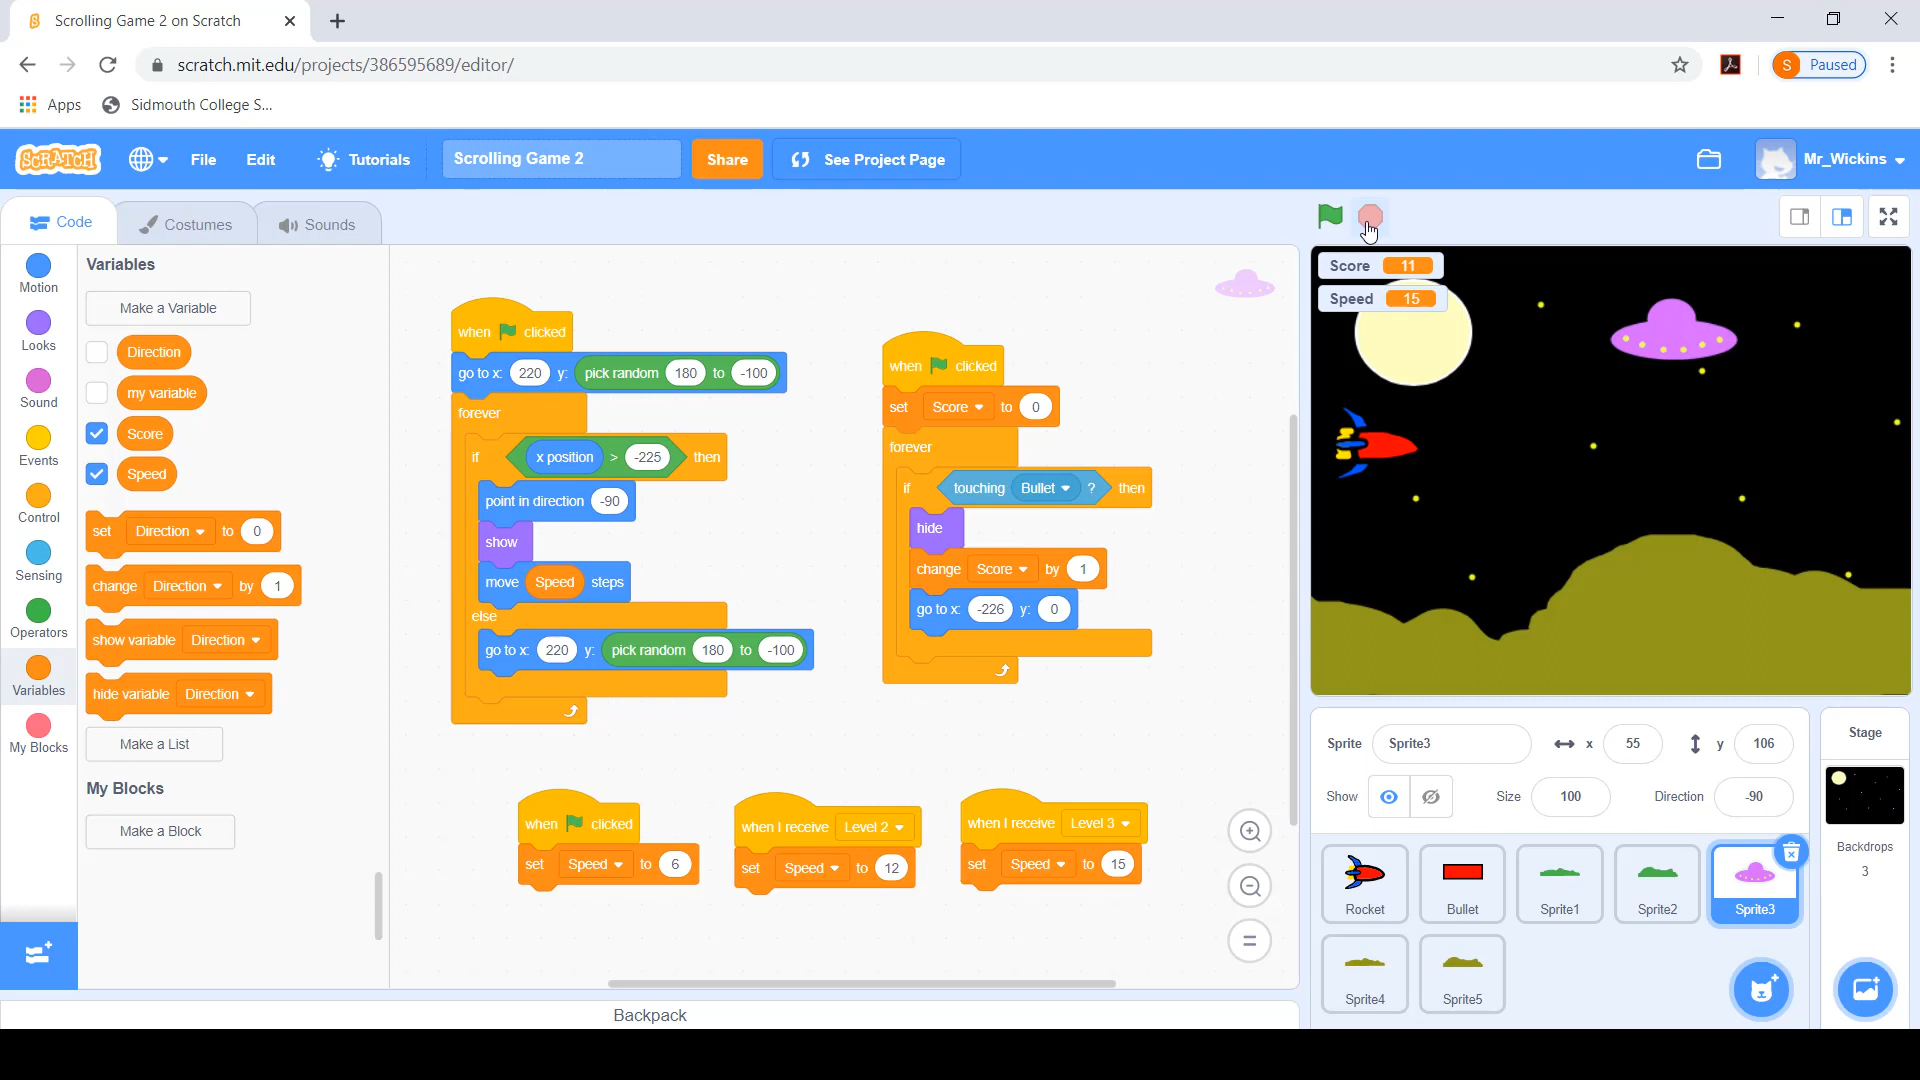 Scrolling Game 2 on Scratch
scratch.mit.edu/projects/386595689/editor/
S Paused
Apps Sidmouth College S...
SCRATCH File Edit Tutorials Scrolling Game 2 Share See Project Page Mr_Wickins
Code Costumes Sounds
Motion
Looks
Sound
Events
Control
Sensing
Operators
Variables
My Blocks
Variables
Make a Variable
Direction
my variable
Score
Speed
set Direction to 0
change Direction by 1
show variable Direction
hide variable Direction
Make a List
My Blocks
Make a Block
when clicked
go to x: 220 y: pick random 180 to -100
forever
if x position > -225 then
point in direction -90
show
move Speed steps
else
go to x: 220 y: pick random 180 to -100
when clicked
set Score to 0
forever
if touching Bullet ? then
hide
change Score by 1
go to x: -226 y: 0
when clicked
set Speed to 6
when I receive Level 2
set Speed to 12
when I receive Level 3
set Speed to 15
Backpack
Score 11
Speed 15
Sprite Sprite3 x 55 y 106
Show Size 100 Direction -90
Rocket
Bullet
Sprite1
Sprite2
Sprite3
Sprite4
Sprite5
Stage
Backdrops
3